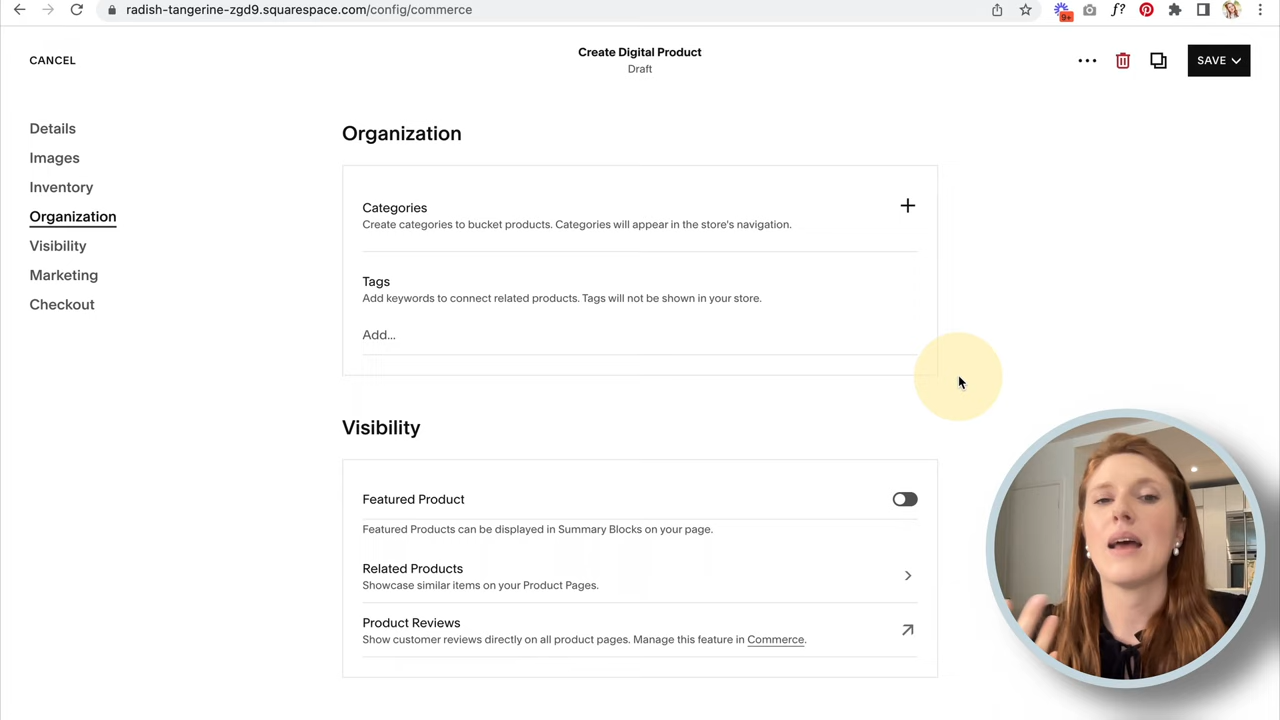 radish-tangerine-zgd9.squarespace.com/config/commerce
9+
f?
CANCEL
Create Digital Product
Draft
SAVE
Details
Images
Inventory
Organization
Visibility
Marketing
Checkout
Organization
Categories
Create categories to bucket products. Categories will appear in the store's navigation.
Tags
Add keywords to connect related products. Tags will not be shown in your store.
Add...
Visibility
Featured Product
Featured Products can be displayed in Summary Blocks on your page.
Related Products
Showcase similar items on your Product Pages.
Product Reviews
Show customer reviews directly on all product pages. Manage this feature in Commerce.